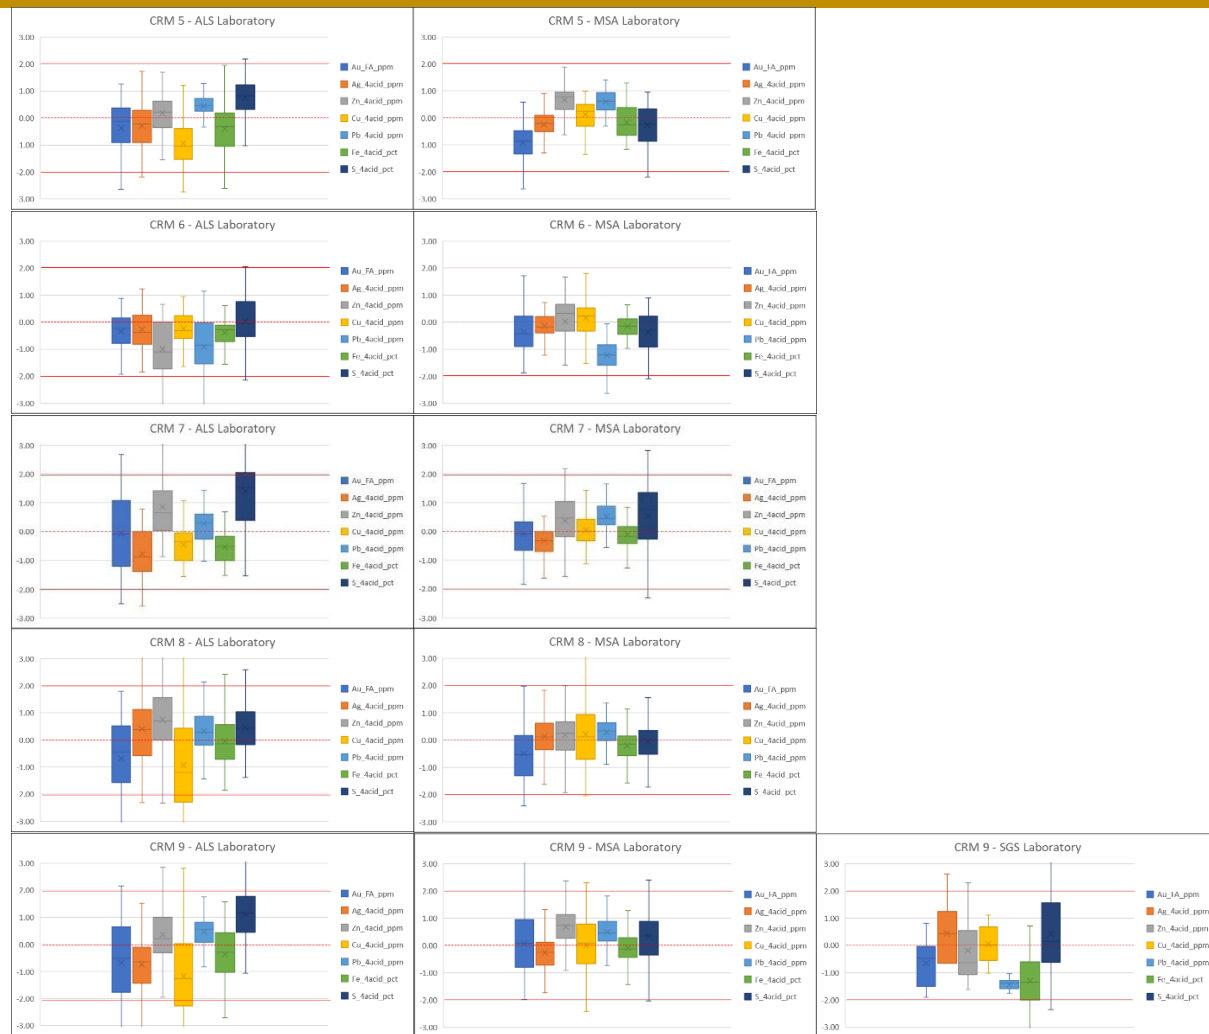 CRM 5 - ALS Laboratory
3.00
2.00
1.00
0.00
1.00
-2.00
-3.00
Au_FA_ppm
Ag_4acid_ppm
Zn_4acid_ppm
Cu_4acid_ppm
Pb_4acid_ppm
Fe_4acid_pct
S_4acid_pct
CRM 5 - MSA Laboratory
3.00
2.00
1.00
0.00
1.00
-2.00
-3.00
Au_FA_ppm
Ag_4acid_ppm
Zn_4acid_ppm
Cu_4acid_ppm
Pb_4acid_ppm
Fe_4acid_pct
S_4acid_pct
CRM 6 - ALS Laboratory
3.00
2.00
1.00
0.00
-1.00
-2.00
-3.00
Au_FA_ppm
Ag_4acid_ppm
Zn_4acid_ppm
Cu_4acid_ppm
Pb_4acid_ppm
Fe_4acid_pct
S_4acid_pct
CRM 6 - MSA Laboratory
3.00
2.00
1.00
0.00
-1.00
-2.00
-3.00
Au_FA_ppm
Ag_4acid_ppm
Zn_4acid_ppm
Cu_4acid_ppm
Pb_4acid_ppm
Fe_4acid_pct
S_4acid_pct
CRM 7 - ALS Laboratory
3.00
2.00
1.00
0.00
-1.00
-2.00
-3.00
Au_FA_ppm
Ag_4acid_ppm
Zn_4acid_ppm
Cu_4acid_ppm
Pb_4acid_ppm
Fe_4acid_pct
S_4acid_pct
CRM 7 - MSA Laboratory
3.00
2.00
1.00
0.00
-1.00
-2.00
-3.00
Au_FA_ppm
Ag_4acid_ppm
Zn_4acid_ppm
Cu_4acid_ppm
Pb_4acid_ppm
Fe_4acid_pct
S_4acid_pct
CRM 8 - ALS Laboratory
3.00
2.00
1.00
0.00
-1.00
-2.00
-3.00
Au_FA_ppm
Ag_4acid_ppm
Zn_4acid_ppm
Cu_4acid_ppm
Pb_4acid_ppm
Fe_4acid_pct
S_4acid_pct
CRM 8 - MSA Laboratory
3.00
2.00
1.00
0.00
-1.00
-2.00
-3.00
Au_FA_ppm
Ag_4acid_ppm
Zn_4acid_ppm
Cu_4acid_ppm
Pb_4acid_ppm
Fe_4acid_pct
S_4acid_pct
CRM 9 - ALS Laboratory
3.00
2.00
1.00
0.00
-1.00
-2.00
-3.00
Au_FA_ppm
Ag_4acid_ppm
Zn_4acid_ppm
Cu_4acid_ppm
Pb_4acid_ppm
Fe_4acid_pct
S_4acid_pct
CRM 9 - MSA Laboratory
3.00
2.00
1.00
0.00
-1.00
-2.00
-3.00
Au_FA_ppm
Ag_4acid_ppm
Zn_4acid_ppm
Cu_4acid_ppm
Pb_4acid_ppm
Fe_4acid_pct
S_4acid_pct
CRM 9 - SGS Laboratory
3.00
2.00
1.00
0.00
-1.00
-2.00
-3.00
Au_FA_ppm
Ag_4acid_ppm
Zn_4acid_ppm
Cu_4acid_ppm
Pb_4acid_ppm
Fe_4acid_pct
S_4acid_pct